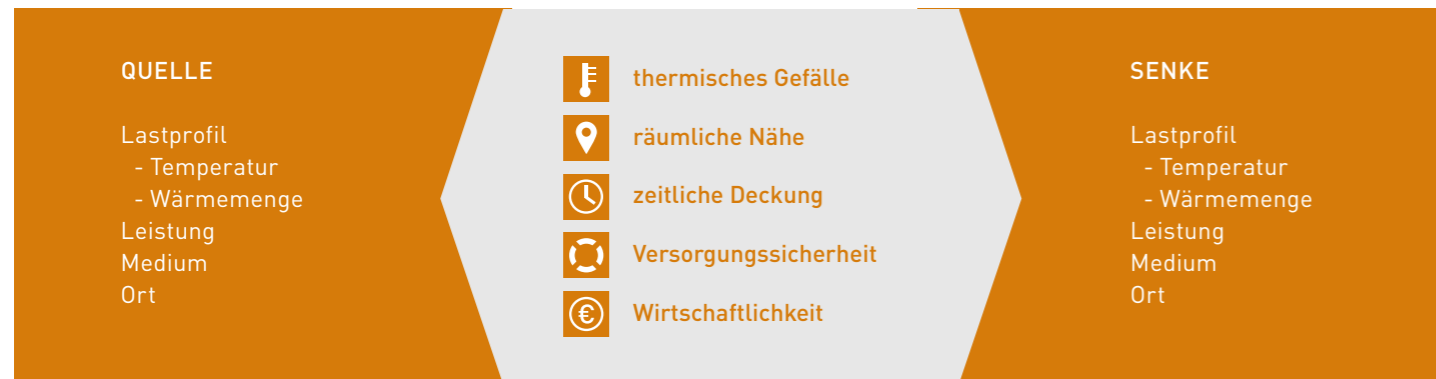 QUELLE
Lastprofil
- Temperatur
- Wärmemenge
Leistung
Medium
Ort
thermisches Gefälle
räumliche Nähe
zeitliche Deckung
Versorgungssicherheit
€
Wirtschaftlichkeit
SENKE
Lastprofil
- Temperatur
- Wärmemenge
Leistung
Medium
Ort